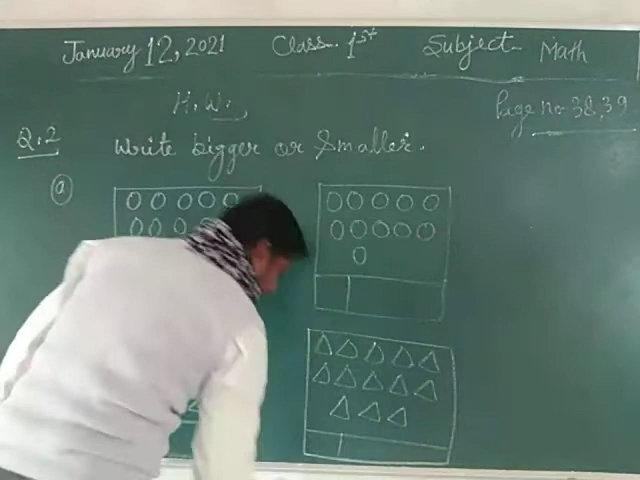 January 12, 2021 Class. 1st Subject- Math
H.W. Page no. 38,39
Q.2 Write bigger or Smaller.
a